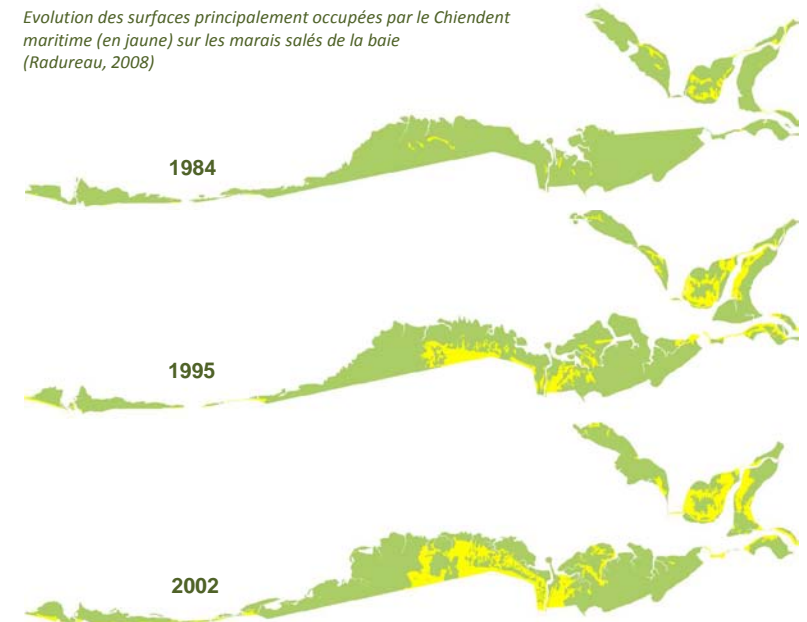 Evolution des surfaces principalement occupées par le Chiendent
maritime (en jaune) sur les marais salés de la baie
(Radureau, 2008)
1984
1995
2002